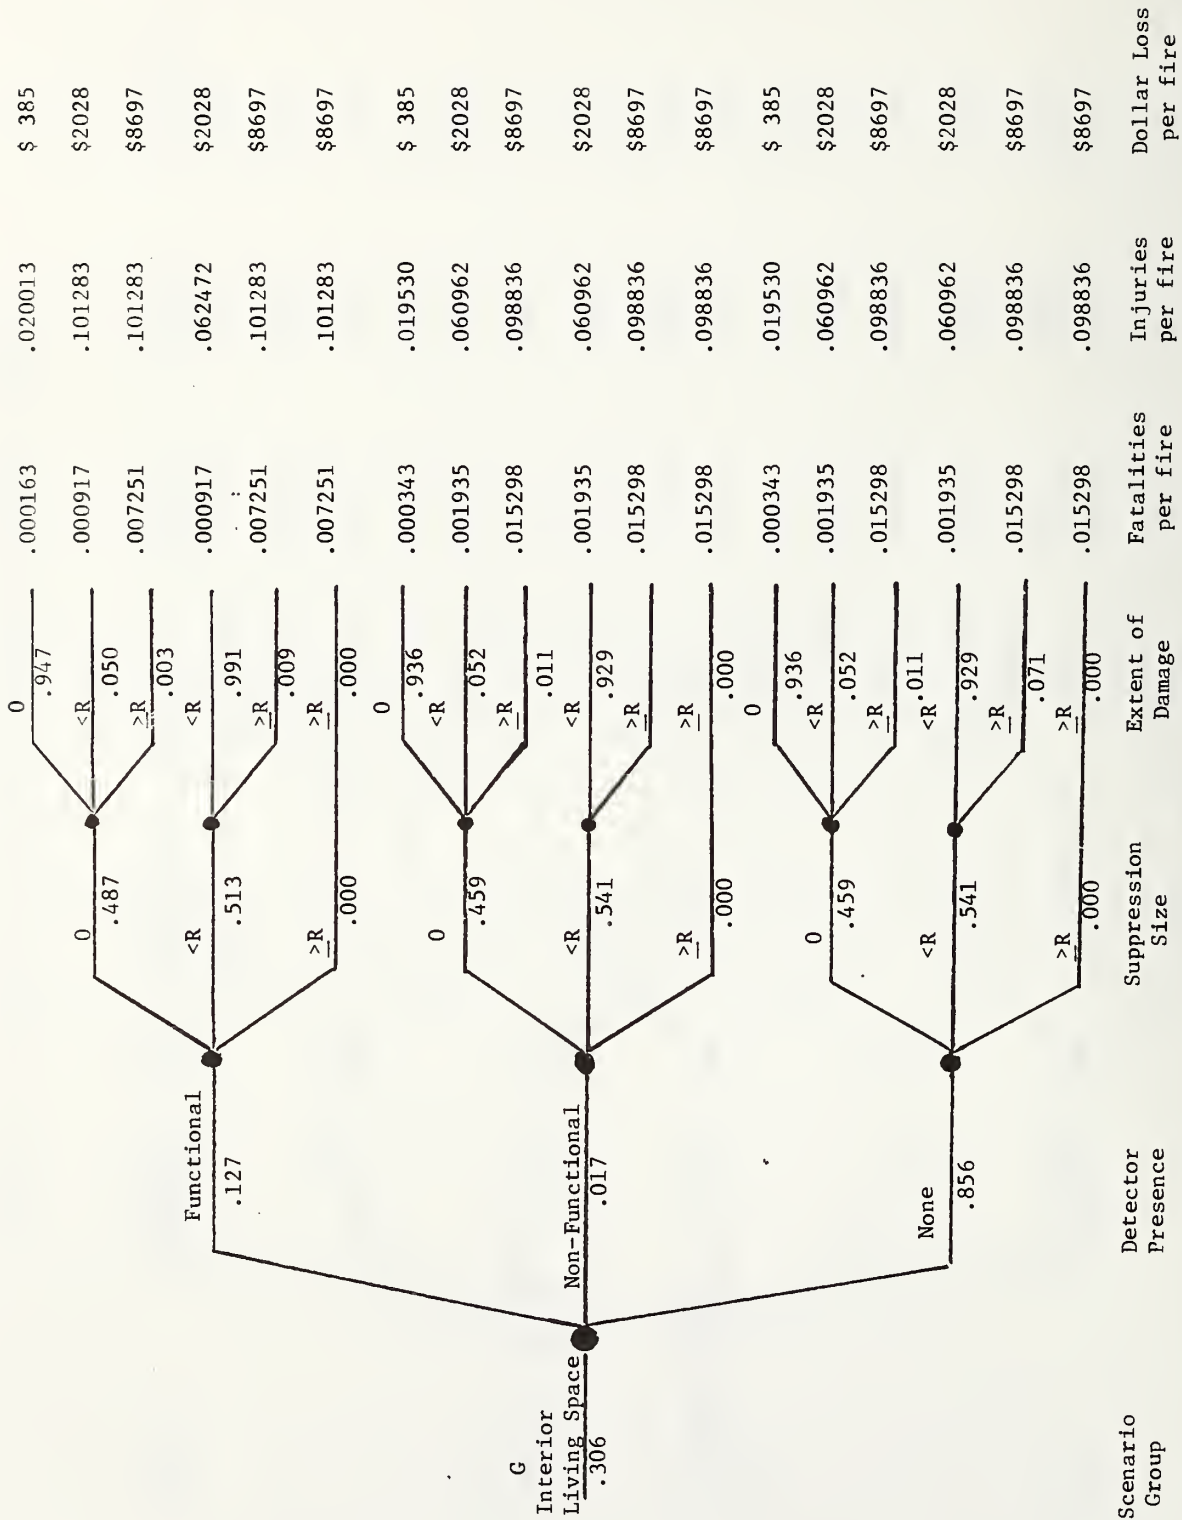 G
Interior
Living Space
.306
Functional
.127
Non-Functional
.017
None
.856
0
.487
<R
.513
>R
.000
0
.459
<R
.541
>R
.000
0
.459
<R
.541
>R
.000
0
.947 .000163 .020013 $ 385
<R
.050 .000917 .101283 $2028
>R
.003 .007251 .101283 $8697
<R
.991 .000917 .062472 $2028
>R
.009 .007251 .101283 $8697
>R
.000 .007251 .101283 $8697
0
.936 .000343 .019530 $ 385
<R
.052 .001935 .060962 $2028
>R
.011 .015298 .098836 $8697
<R
.929 .001935 .060962 $2028
>R
.015298 .098836 $8697
>R
.000 .015298 .098836 $8697
0
.936 .000343 .019530 $ 385
<R
.052 .001935 .060962 $2028
>R
.011 .015298 .098836 $8697
<R
.929 .001935 .060962 $2028
>R
.071 .015298 .098836 $8697
>R
.000 .015298 .098836 $8697
Scenario
Group
Detector
Presence
Suppression
Size
Extent of
Damage
Fatalities
per fire
Injuries
per fire
Dollar Loss
per fire